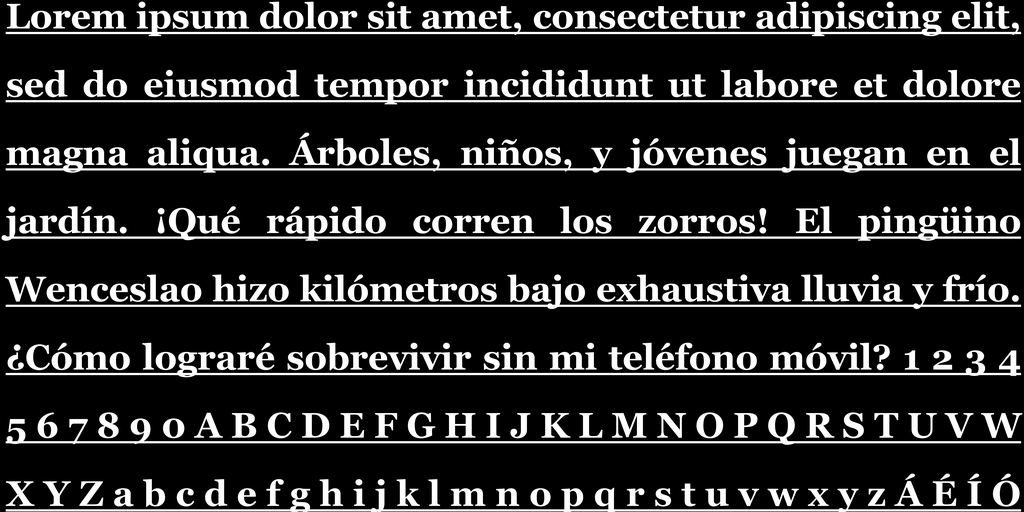 Lorem ipsum dolor sit amet, consectetur adipiscing elit,
sed do eiusmod tempor incididunt ut labore et dolore
magna aliqua. Árboles, niños, y jóvenes juegan en el
jardín. ¡Qué rápido corren los zorros! El pingüino
Wenceslao hizo kilómetros bajo exhaustiva lluvia y frío.
¿Cómo lograré sobrevivir sin mi teléfono móvil? 1 2 3 4
5 6 7 8 9 0 A B C D E F G H I J K L M N O P Q R S T U V W
X Y Z a b c d e f g h i j k l m n o p q r s t u v w x y z Á É Í Ó